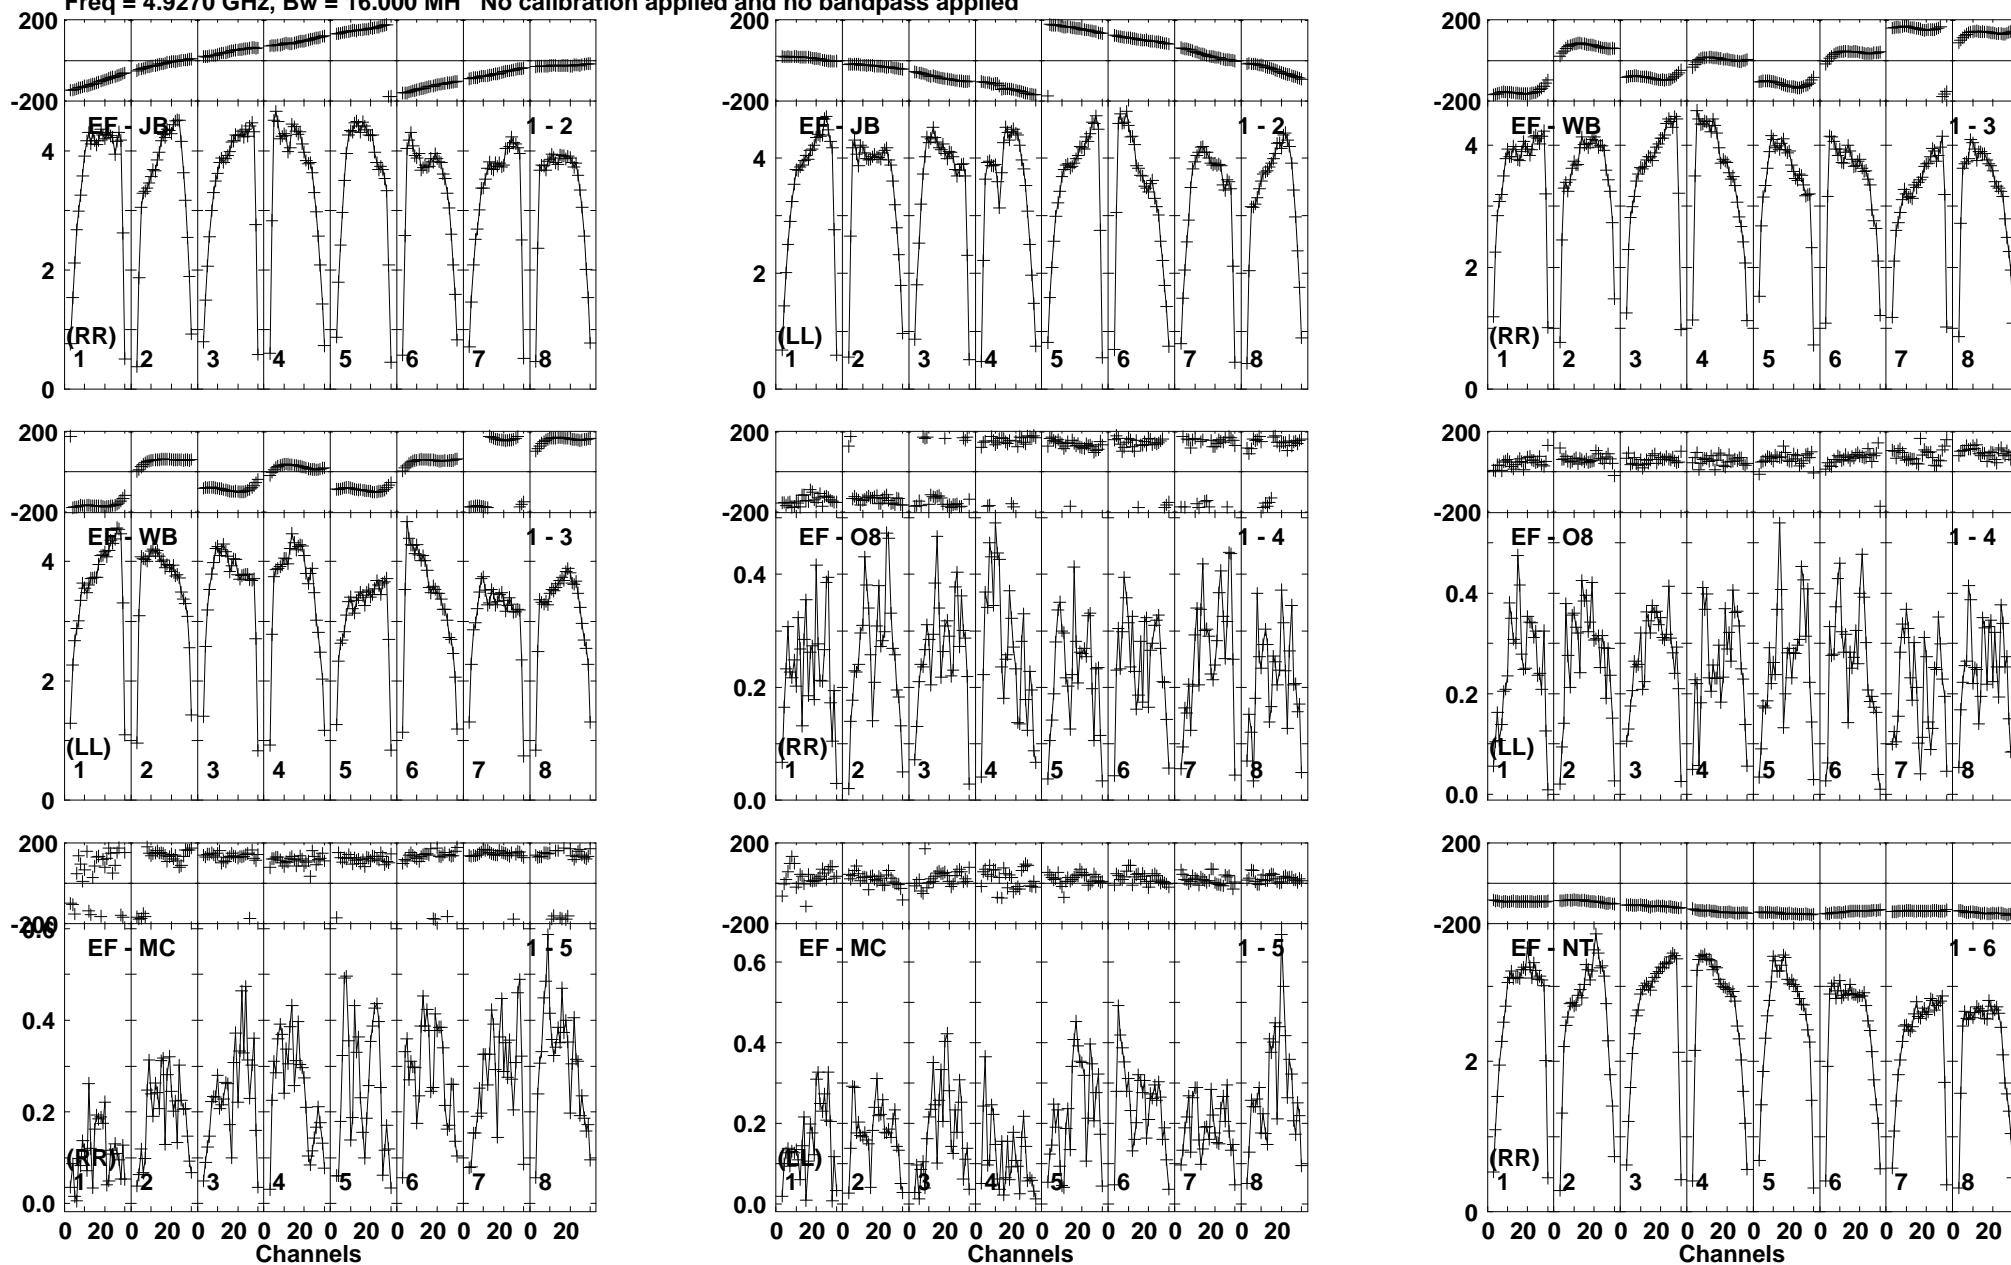 Freq = 4.9270 GHz, Bw = 16.000 MH No calibration applied and no bandpass applied
200 200 200
-200 -200 -200
EF - JB 1 - 2 EF - JB 1 - 2 EF - WB 1 - 3
4 4 4
2 2 2
(RR) (LL) (RR)
1 2 3 4 5 6 7 8 1 2 3 4 5 6 7 8 1 2 3 4 5 6 7 8
0 0 0
200 200 200
-200 -200 -200
EF - WB 1 - 3 EF - O8 1 - 4 EF - O8 1 - 4
4 0.4 0.4
2 0.2 0.2
(LL) (RR) (LL)
1 2 3 4 5 6 7 8 1 2 3 4 5 6 7 8 1 2 3 4 5 6 7 8
0 0.0 0.0
200 200 200
-200 -200 -200
0.6
EF - MC 1 - 5 EF - MC 1 - 5 EF - NT 1 - 6
0.6
0.4 0.4
0.2 0.2 2
(RR) (LL) (RR)
1 2 3 4 5 6 7 8 1 2 3 4 5 6 7 8 1 2 3 4 5 6 7 8
0.0 0.0 0
0 20 0 20 0 20 0 20 0 20 0 20 0 20 0 20 0 20 0 20 0 20 0 20 0 20 0 20 0 20 0 20 0 20 0 20 0 20 0 20 0 20 0 20 0 20 0 20
Channels Channels Channels